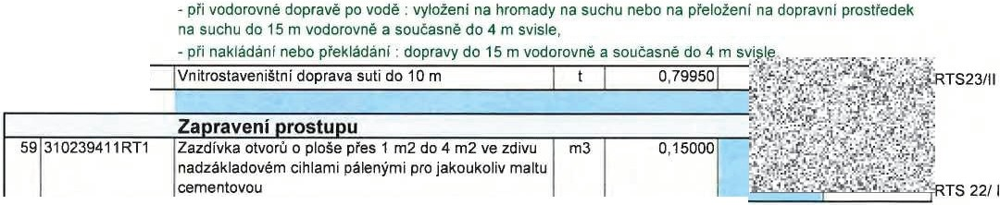 - při vodorovné dopravě po vodě : vyložení na hromady na suchu nebo na přeložení na dopravní prostředek
na suchu do 15 m vodorovně a současně do 4 m svisle,
- při nakládání nebo překládání : dopravy do 15 m vodorovně a současně do 4 m svisle
Vnitrostaveništní doprava suti do 10 m t 0,79950 RTS23/II
Zapravení prostupu
59 310239411RT1 Zazdívka otvorů o ploše přes 1 m2 do 4 m2 ve zdivu m3 0,15000
nadzákladovém cihlami pálenými pro jakoukoliv maltu
cementovou RTS 22/ I